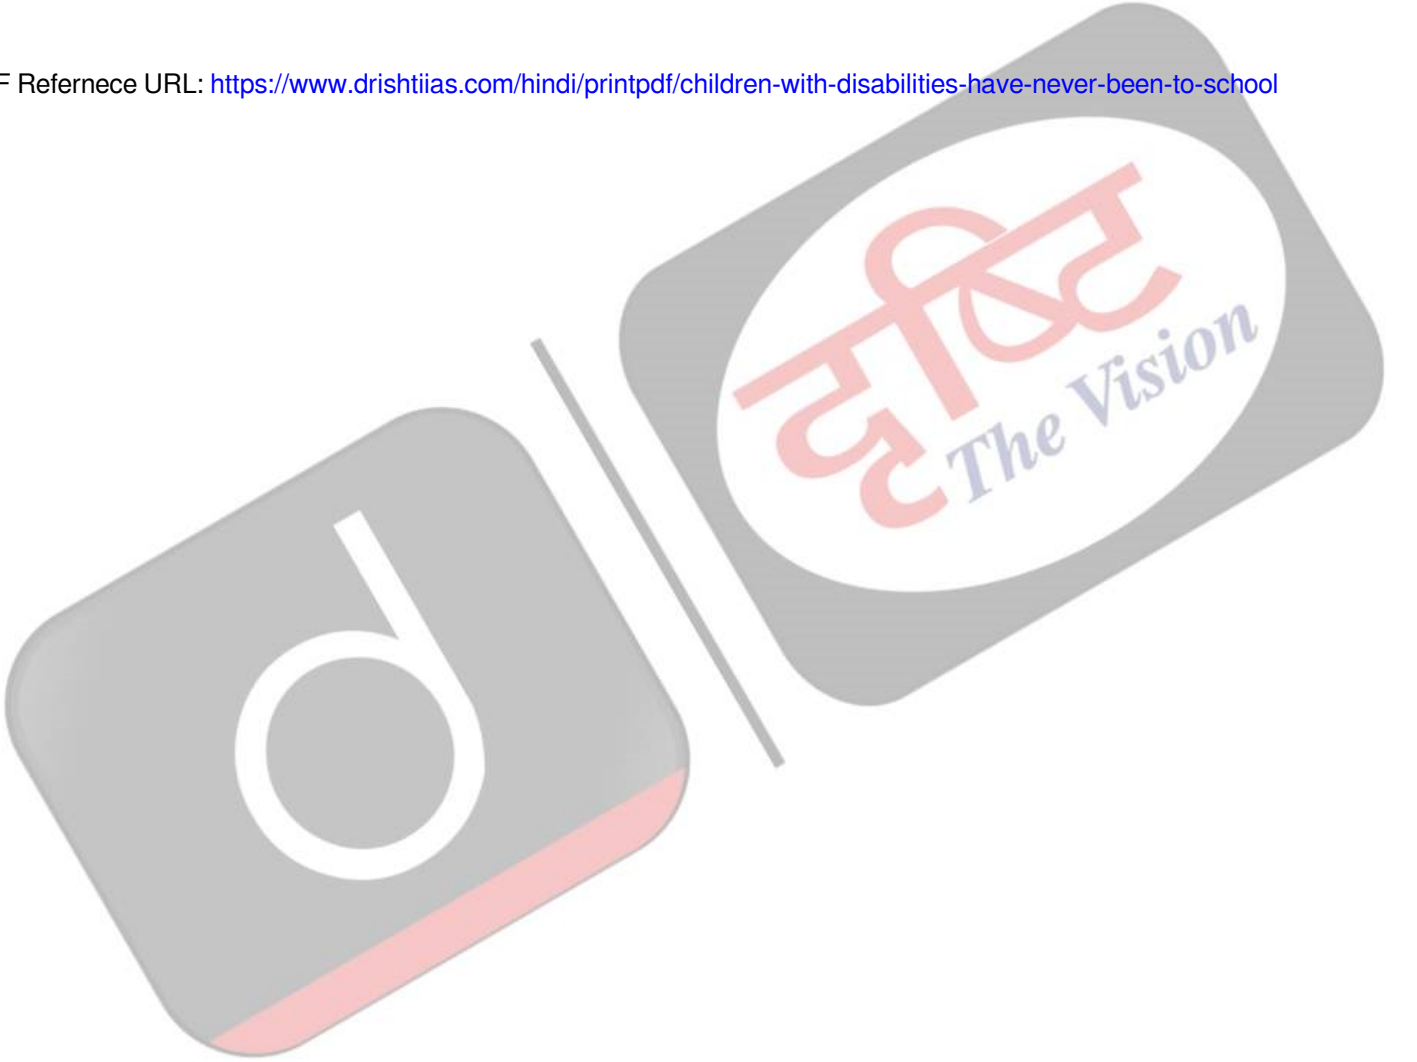 F Refernece URL: https://www.drishtiias.com/hindi/printpdf/children-with-disabilities-have-never-been-to-school
दृष्टि
The Vision
d